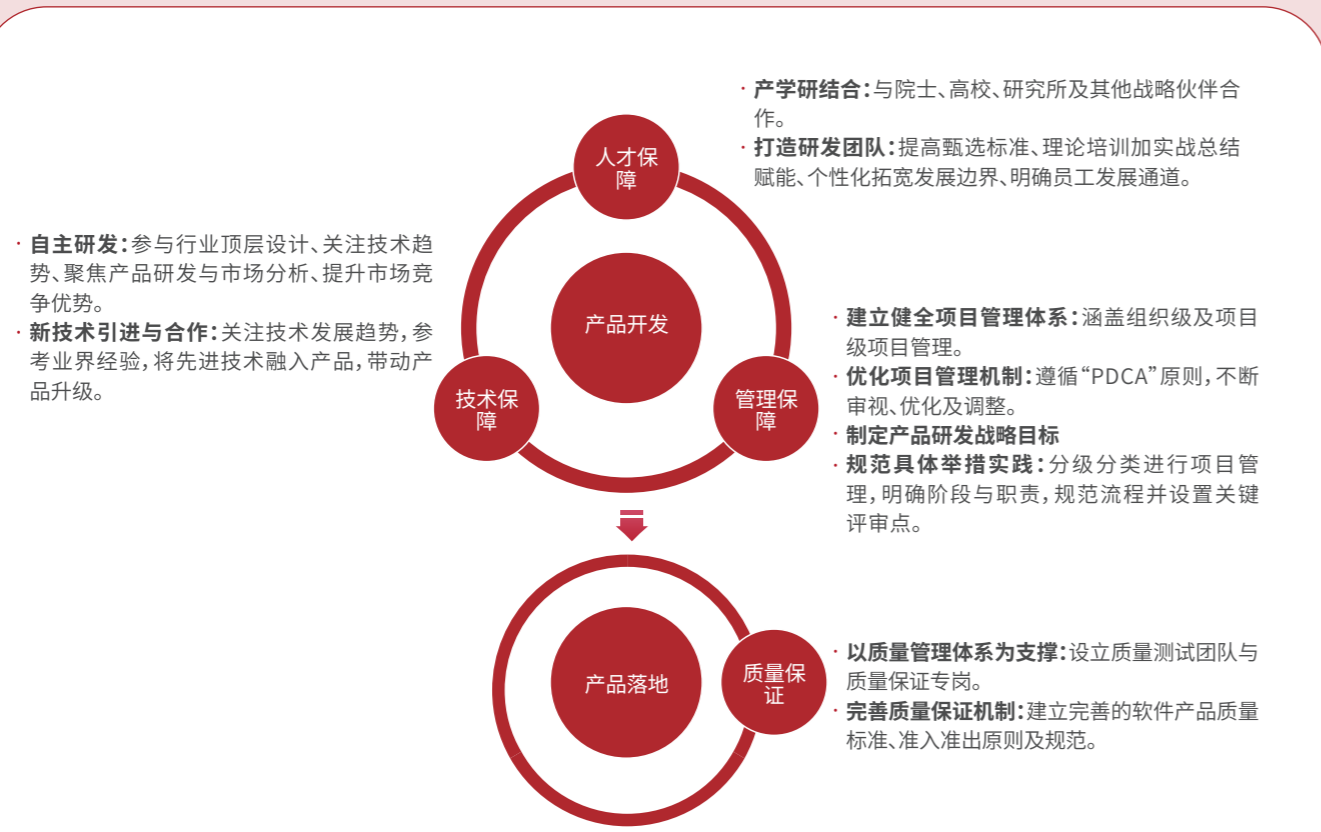 · 产学研结合：与院士、高校、研究所及其他战略伙伴合
作。
· 打造研发团队：提高甄选标准、理论培训加实战总结
赋能、个性化拓宽发展边界、明确员工发展通道。
人才保
障
· 自主研发：参与行业顶层设计、关注技术趋
势、聚焦产品研发与市场分析、提升市场竞
争优势。
· 新技术引进与合作：关注技术发展趋势，参
考业界经验，将先进技术融入产品，带动产
品升级。
产品开发
技术保
障
管理保
障
· 建立健全项目管理体系：涵盖组织级及项目
级项目管理。
· 优化项目管理机制：遵循“PDCA”原则，不断
审视、优化及调整。
· 制定产品研发战略目标
· 规范具体举措实践：分级分类进行项目管
理，明确阶段与职责，规范流程并设置关键
评审点。
产品落地
质量保
证
· 以质量管理体系为支撑：设立质量测试团队与
质量保证专岗。
· 完善质量保证机制：建立完善的软件产品质量
标准、准入准出原则及规范。